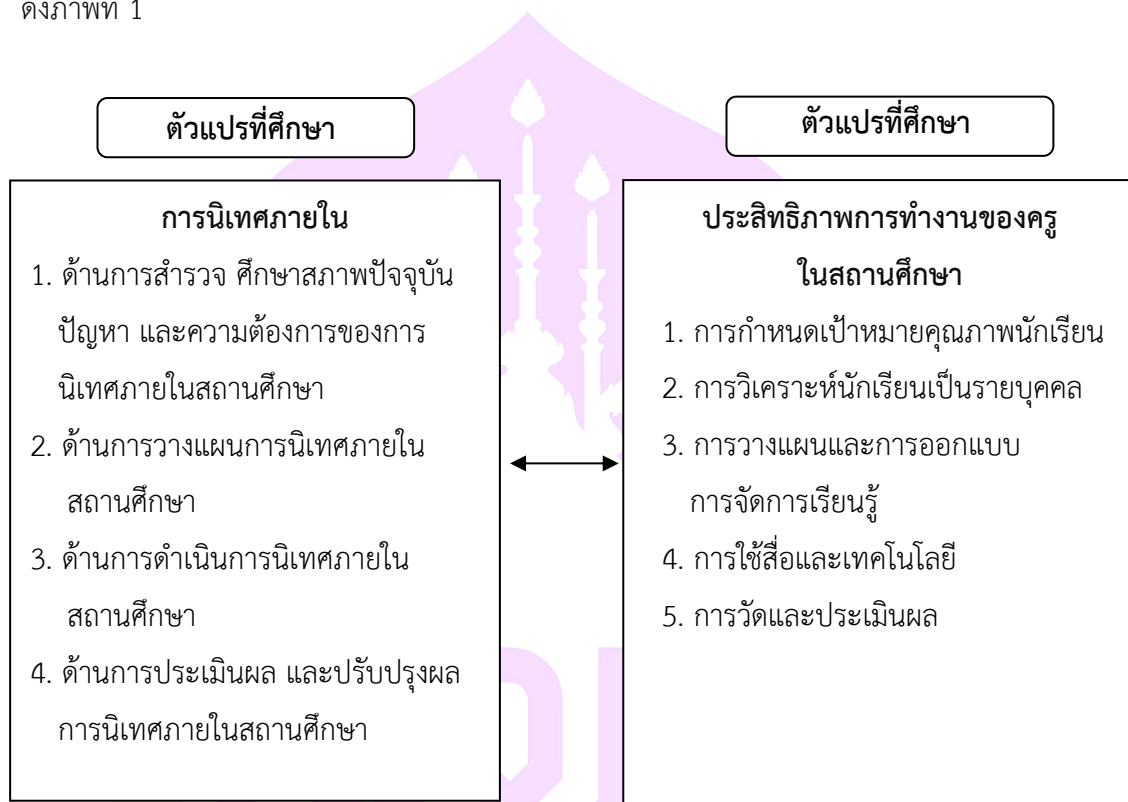 ดังภาพที่ 1
ตัวแปรที่ศึกษา
การนิเทศภายใน
1. ด้านการสำรวจ ศึกษาสภาพปัจจุบัน
ปัญหา และความต้องการของการ
นิเทศภายในสถานศึกษา
2. ด้านการวางแผนการนิเทศภายใน
สถานศึกษา
3. ด้านการดำเนินการนิเทศภายใน
สถานศึกษา
4. ด้านการประเมินผล และปรับปรุงผล
การนิเทศภายในสถานศึกษา
ตัวแปรที่ศึกษา
ประสิทธิภาพการทำงานของครู
ในสถานศึกษา
1. การกำหนดเป้าหมายคุณภาพนักเรียน
2. การวิเคราะห์นักเรียนเป็นรายบุคคล
3. การวางแผนและการออกแบบ
การจัดการเรียนรู้
4. การใช้สื่อและเทคโนโลยี
5. การวัดและประเมินผล